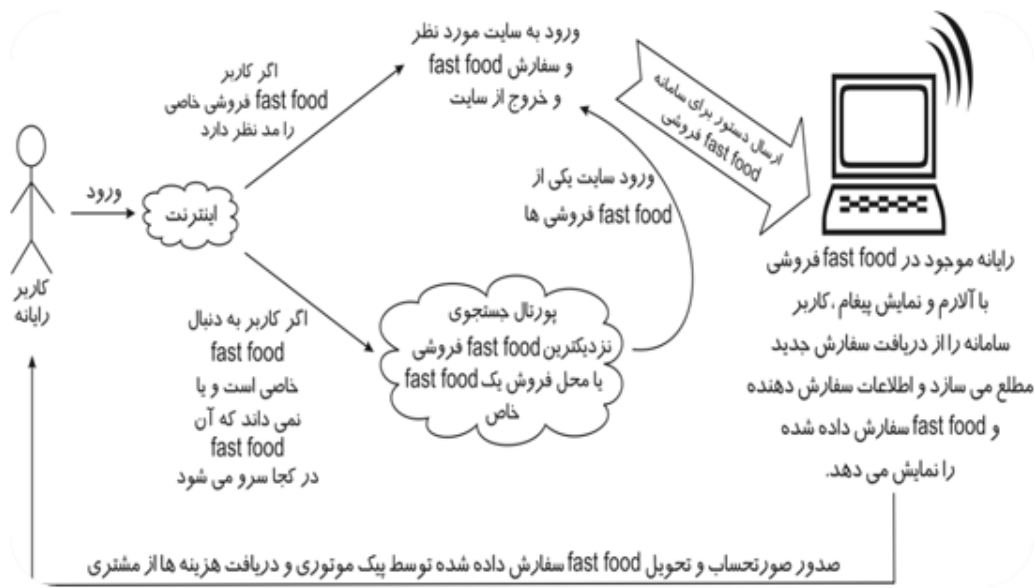 ورود به سایت مورد نظر
و سفارش fast food
و خروج از سایت
اگر کاربر
fast food فروشی خاصی
را مد نظر دارد
ارسال دستور برای سامانه
fast food فروشی
ورود
اینترنت
ورود سایت یکی از
fast food فروشی ها
کاربر
رایانه
اگر کاربر به دنبال
fast food
خاصی است و یا
نمی داند که آن
fast food
در کجا سرو می شود
پورتال جستجوی
نزدیکترین fast food فروشی
یا محل فروش یک fast food
خاص
رایانه موجود در fast food فروشی
با آلارم و نمایش پیغام ، کاربر
سامانه را از دریافت سفارش جدید
مطلع می سازد و اطلاعات سفارش دهنده
و fast food سفارش داده شده
را نمایش می دهد.
صدور صورتحساب و تحویل fast food سفارش داده شده توسط پیک موتوری و دریافت هزینه ها از مشتری